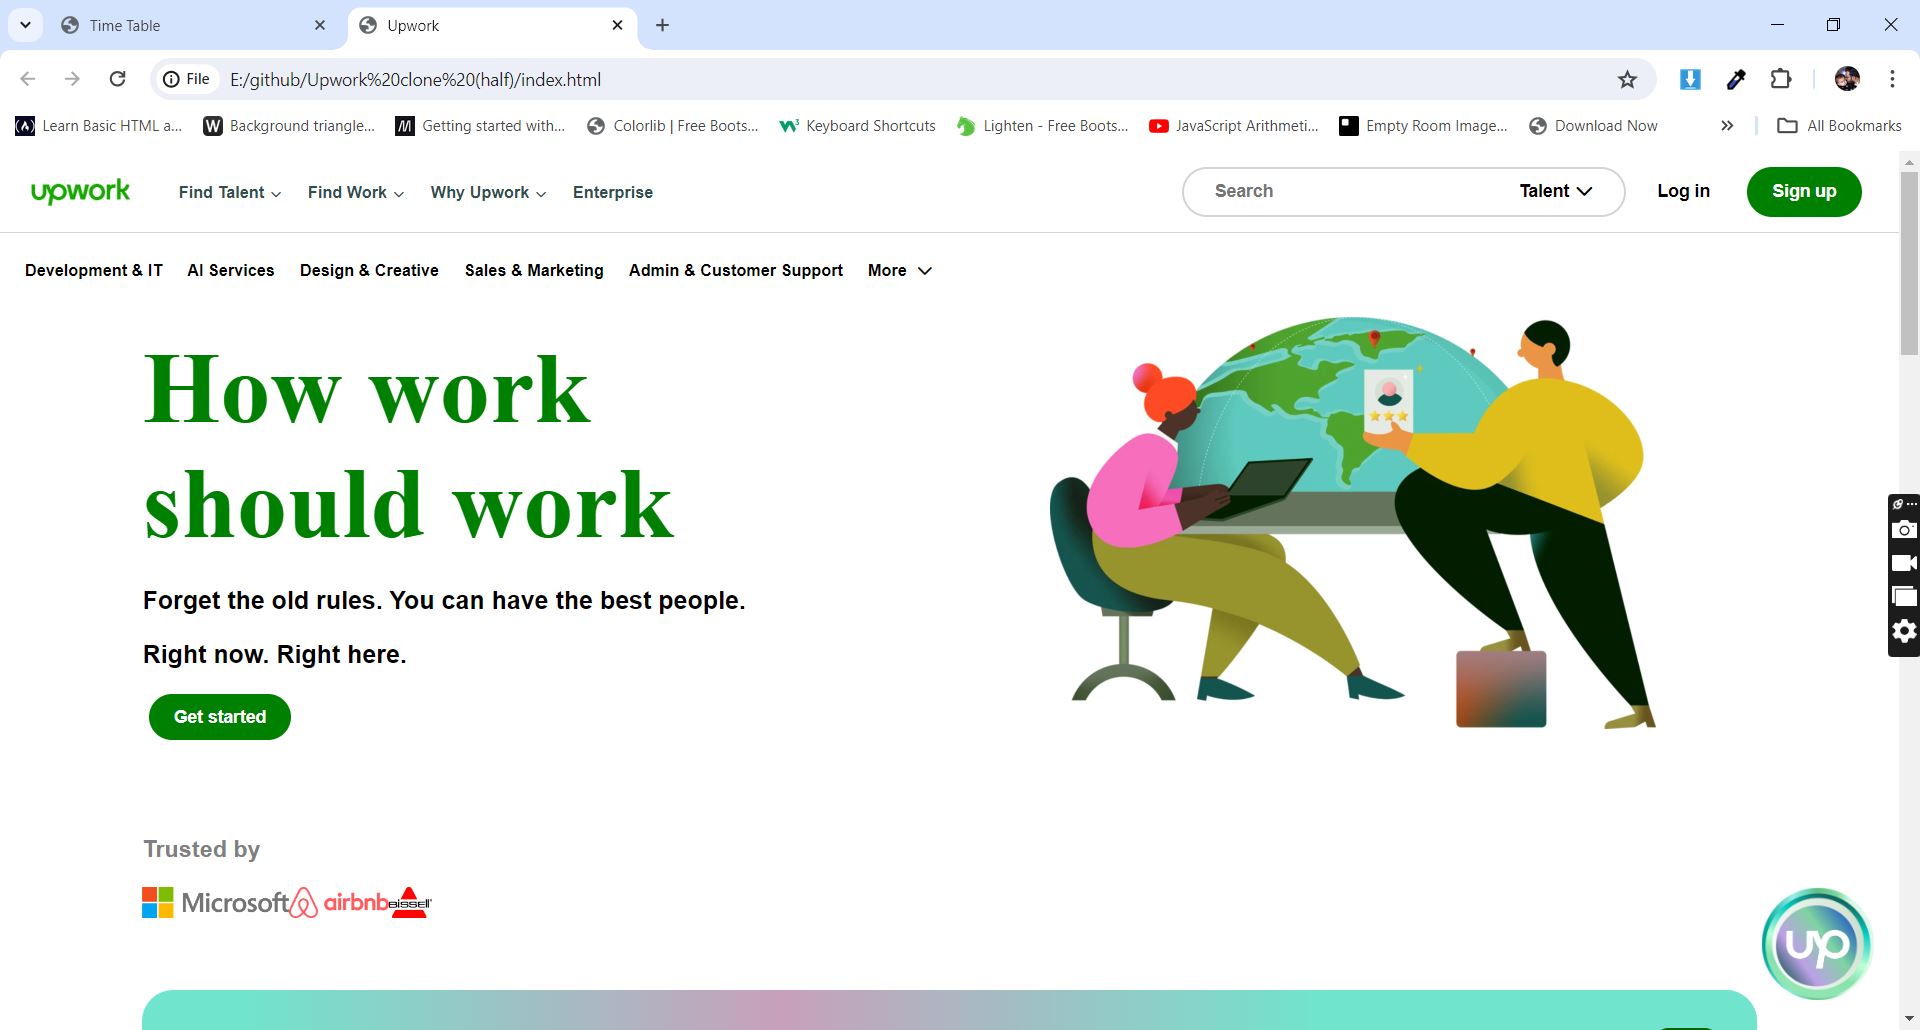 Time Table
Upwork
File
E:/github/Upwork%20clone%20(half)/index.html
Learn Basic HTML a...
Background triangle...
Getting started with...
Colorlib | Free Boots...
Keyboard Shortcuts
Lighten - Free Boots...
JavaScript Arithmeti...
Empty Room Image...
Download Now
All Bookmarks
upwork
Find Talent
Find Work
Why Upwork
Enterprise
Search
Talent
Log in
Sign up
Development & IT
AI Services
Design & Creative
Sales & Marketing
Admin & Customer Support
More
How work
should work
Forget the old rules. You can have the best people.
Right now. Right here.
Get started
Trusted by
Microsoft
airbnb
BISSELL
up